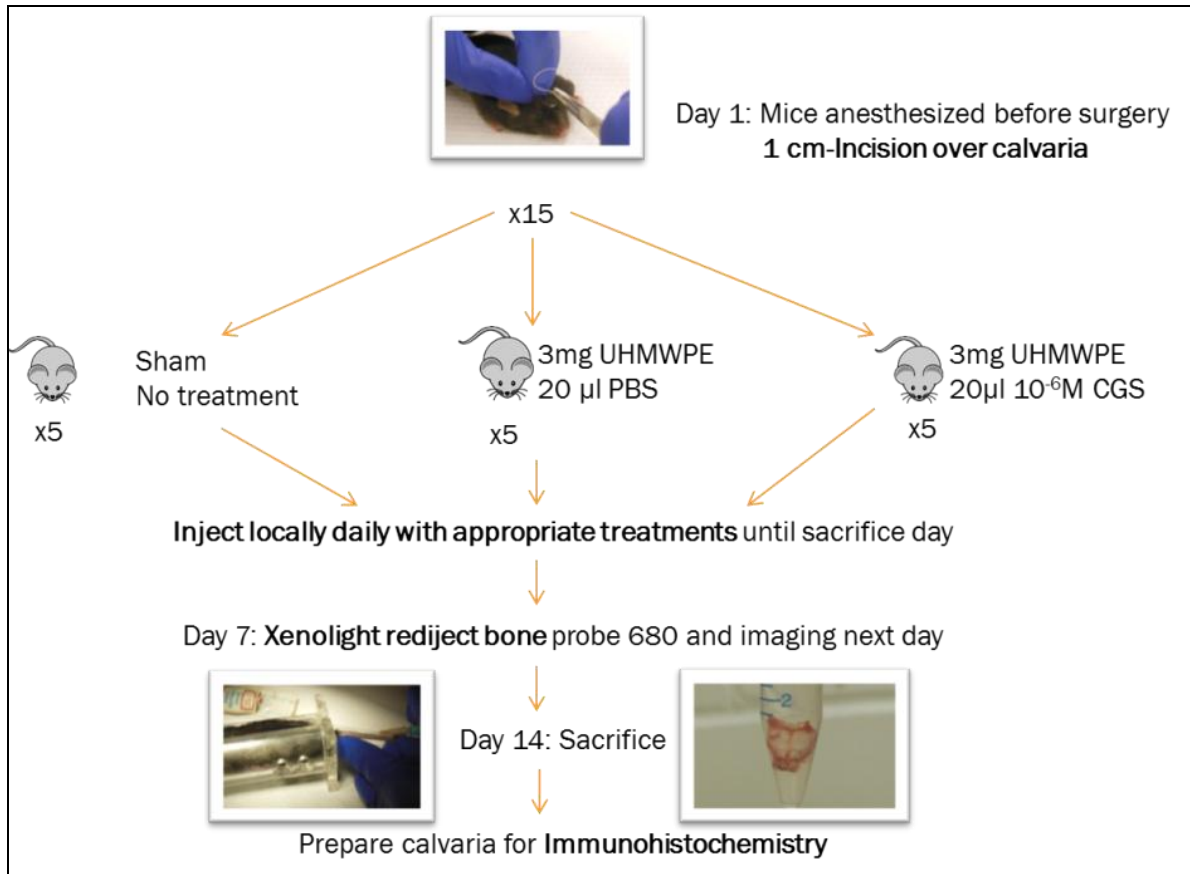 Day 1: Mice anesthesized before surgery
1 cm-Incision over calvaria
x15
Sham
No treatment
x5
3mg UHMWPE
20 µl PBS
x5
3mg UHMWPE
20µl 10⁻⁶M CGS
x5
Inject locally daily with appropriate treatments until sacrifice day
Day 7: Xenolight rediject bone probe 680 and imaging next day
Day 14: Sacrifice
2
Prepare calvaria for Immunohistochemistry